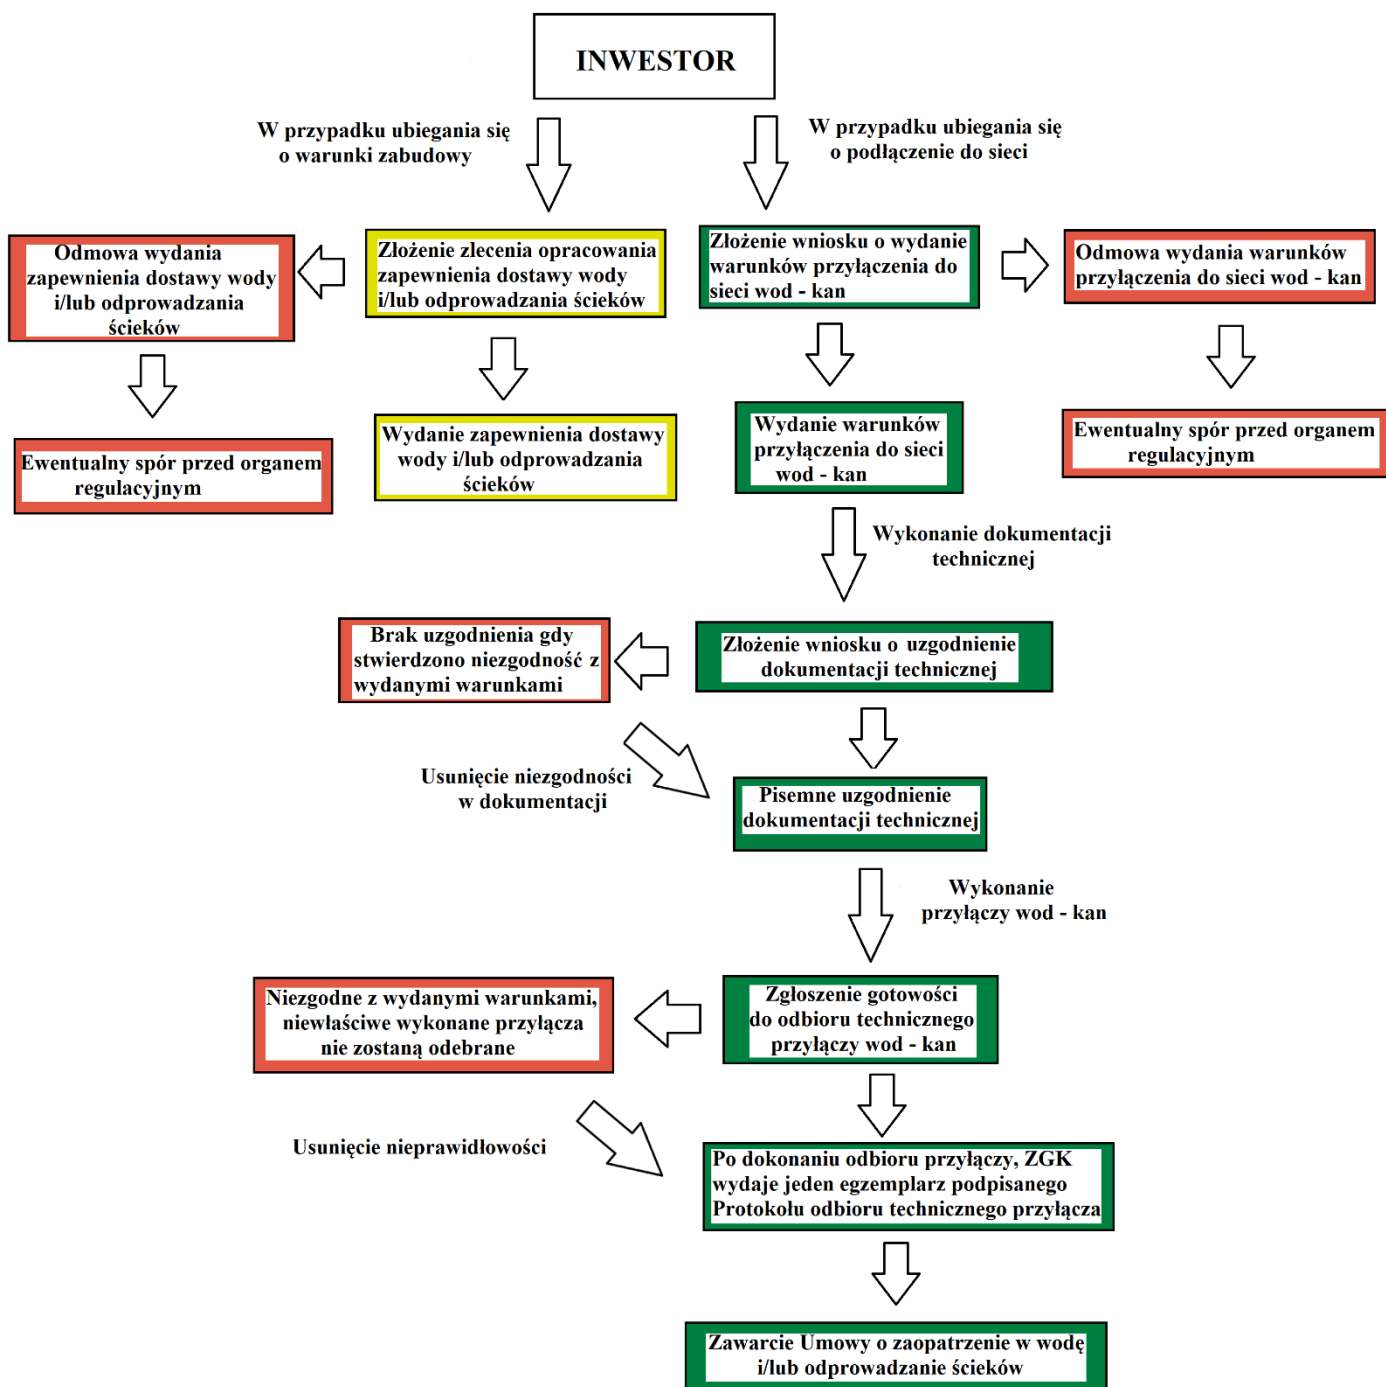 INWESTOR
W przypadku ubiegania się
o warunki zabudowy
W przypadku ubiegania się
o podłączenie do sieci
Odmowa wydania
zapewnienia dostawy wody
i/lub odprowadzania
ścieków
Złożenie zlecenia opracowania
zapewnienia dostawy wody
i/lub odprowadzania ścieków
Złożenie wniosku o wydanie
warunków przyłączenia do
sieci wod - kan
Odmowa wydania warunków
przyłączenia do sieci wod - kan
Ewentualny spór przed organem
regulacyjnym
Wydanie zapewnienia dostawy
wody i/lub odprowadzania
ścieków
Wydanie warunków
przyłączenia do sieci
wod - kan
Ewentualny spór przed organem
regulacyjnym
Wykonanie dokumentacji
technicznej
Brak uzgodnienia gdy
stwierdzono niezgodność z
wydanymi warunkami
Złożenie wniosku o uzgodnienie
dokumentacji technicznej
Usunięcie niezgodności
w dokumentacji
Pisemne uzgodnienie
dokumentacji technicznej
Wykonanie
przyłączy wod - kan
Niezgodne z wydanymi warunkami,
niewłaściwe wykonane przyłącza
nie zostaną odebrane
Zgłoszenie gotowości
do odbioru technicznego
przyłączy wod - kan
Usunięcie nieprawidłowości
Po dokonaniu odbioru przyłączy, ZGK
wydaje jeden egzemplarz podpisanego
Protokołu odbioru technicznego przyłącza
Zawarcie Umowy o zaopatrzenie w wodę
i/lub odprowadzanie ścieków